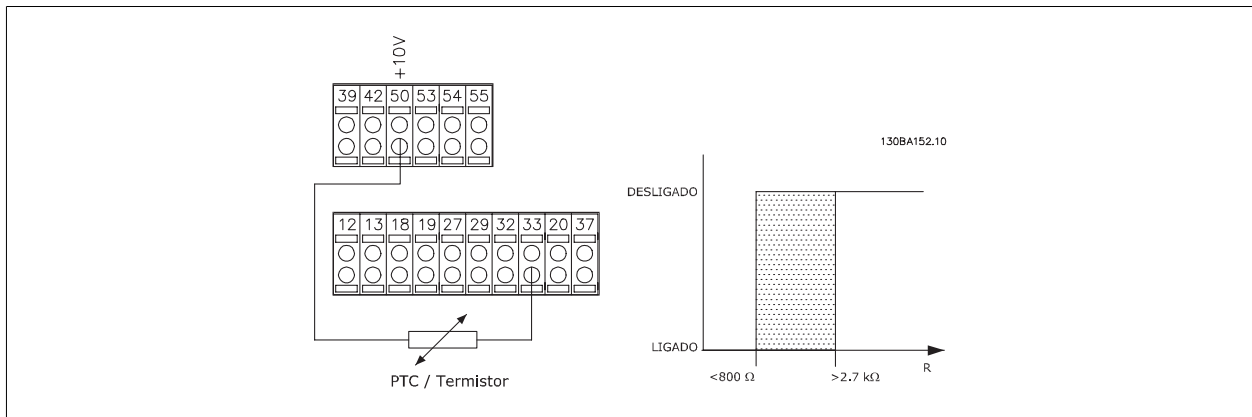 +10V
39 42 50 53 54 55
12 13 18 19 27 29 32 33 20 37
PTC / Termistor
130BA152.10
DESLIGADO
LIGADO
<800 Ω >2.7 kΩ R